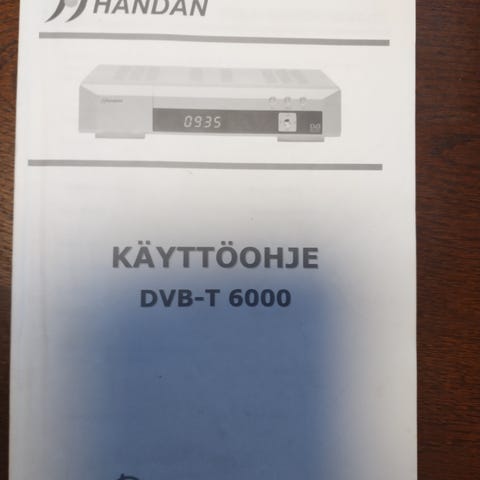 HANDAN
0935
KÄYTTÖOHJE
DVB-T 6000